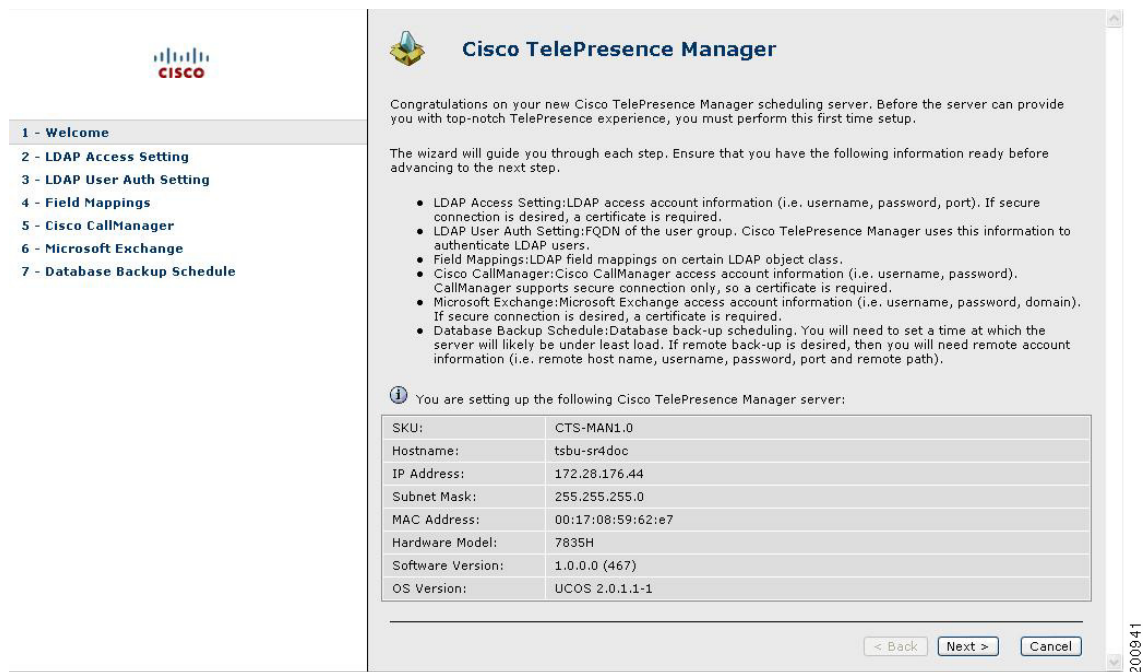 CISCO
1 - Welcome
2 - LDAP Access Setting
3 - LDAP User Auth Setting
4 - Field Mappings
5 - Cisco CallManager
6 - Microsoft Exchange
7 - Database Backup Schedule
Cisco TelePresence Manager
Congratulations on your new Cisco TelePresence Manager scheduling server. Before the server can provide
you with top-notch TelePresence experience, you must perform this first time setup.
The wizard will guide you through each step. Ensure that you have the following information ready before
advancing to the next step.
• LDAP Access Setting:LDAP access account information (i.e. username, password, port). If secure
connection is desired, a certificate is required.
• LDAP User Auth Setting:FQDN of the user group. Cisco TelePresence Manager uses this information to
authenticate LDAP users.
• Field Mappings:LDAP field mappings on certain LDAP object class.
• Cisco CallManager:Cisco CallManager access account information (i.e. username, password).
CallManager supports secure connection only, so a certificate is required.
• Microsoft Exchange:Microsoft Exchange access account information (i.e. username, password, domain).
If secure connection is desired, a certificate is required.
• Database Backup Schedule:Database back-up scheduling. You will need to set a time at which the
server will likely be under least load. If remote back-up is desired, then you will need remote account
information (i.e. remote host name, username, password, port and remote path).
i You are setting up the following Cisco TelePresence Manager server:
SKU: CTS-MAN1.0
Hostname: tsbu-sr4doc
IP Address: 172.28.176.44
Subnet Mask: 255.255.255.0
MAC Address: 00:17:08:59:62:e7
Hardware Model: 7835H
Software Version: 1.0.0.0 (467)
OS Version: UCOS 2.0.1.1-1
< Back Next > Cancel
200941